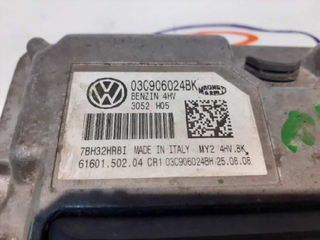 03C906024BK
MAGNETI MARELLI
BENZIN 4HV
3052 H05
7BH32HR8I MADE IN ITALY MY2 4HV.BK
61601.502.04 CR1 03C906024BH 25.08.08